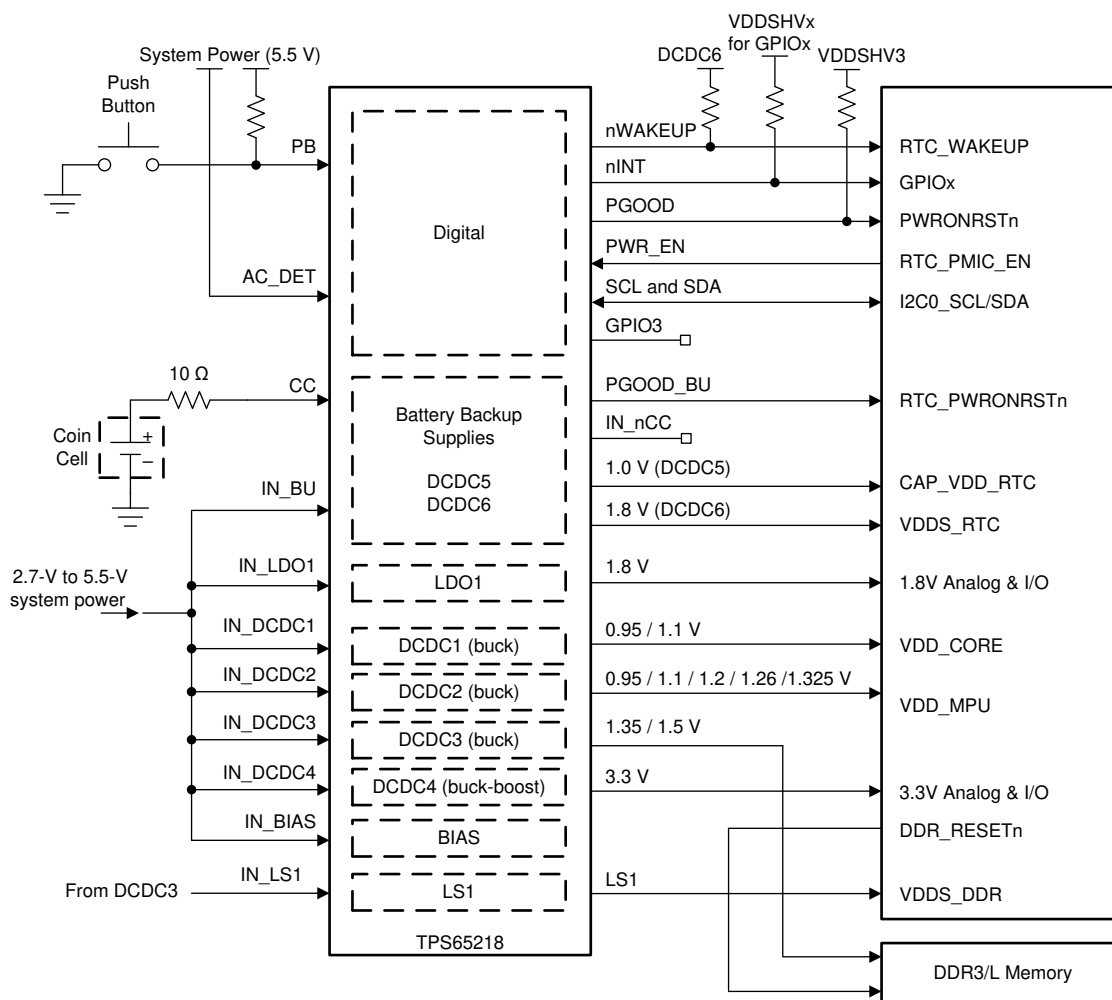 VDDSHVx
for GPIOx
System Power (5.5 V)
DCDC6
VDDSHV3
Push
Button
PB
nWAKEUP
RTC_WAKEUP
nINT
GPIOx
PGOOD
PWRONRSTn
Digital
PWR_EN
RTC_PMIC_EN
AC_DET
SCL and SDA
I2C0_SCL/SDA
GPIO3
10 Ω
CC
PGOOD_BU
RTC_PWRONRSTn
Battery Backup
Supplies
IN_nCC
Coin
Cell
+
–
DCDC5
DCDC6
1.0 V (DCDC5)
CAP_VDD_RTC
IN_BU
1.8 V (DCDC6)
VDDS_RTC
2.7-V to 5.5-V
system power
IN_LDO1
LDO1
1.8 V
1.8V Analog & I/O
IN_DCDC1
DCDC1 (buck)
0.95 / 1.1 V
VDD_CORE
IN_DCDC2
DCDC2 (buck)
0.95 / 1.1 / 1.2 / 1.26 /1.325 V
VDD_MPU
IN_DCDC3
DCDC3 (buck)
1.35 / 1.5 V
IN_DCDC4
DCDC4 (buck-boost)
3.3 V
3.3V Analog & I/O
IN_BIAS
BIAS
DDR_RESETn
From DCDC3
IN_LS1
LS1
LS1
VDDS_DDR
TPS65218
DDR3/L Memory